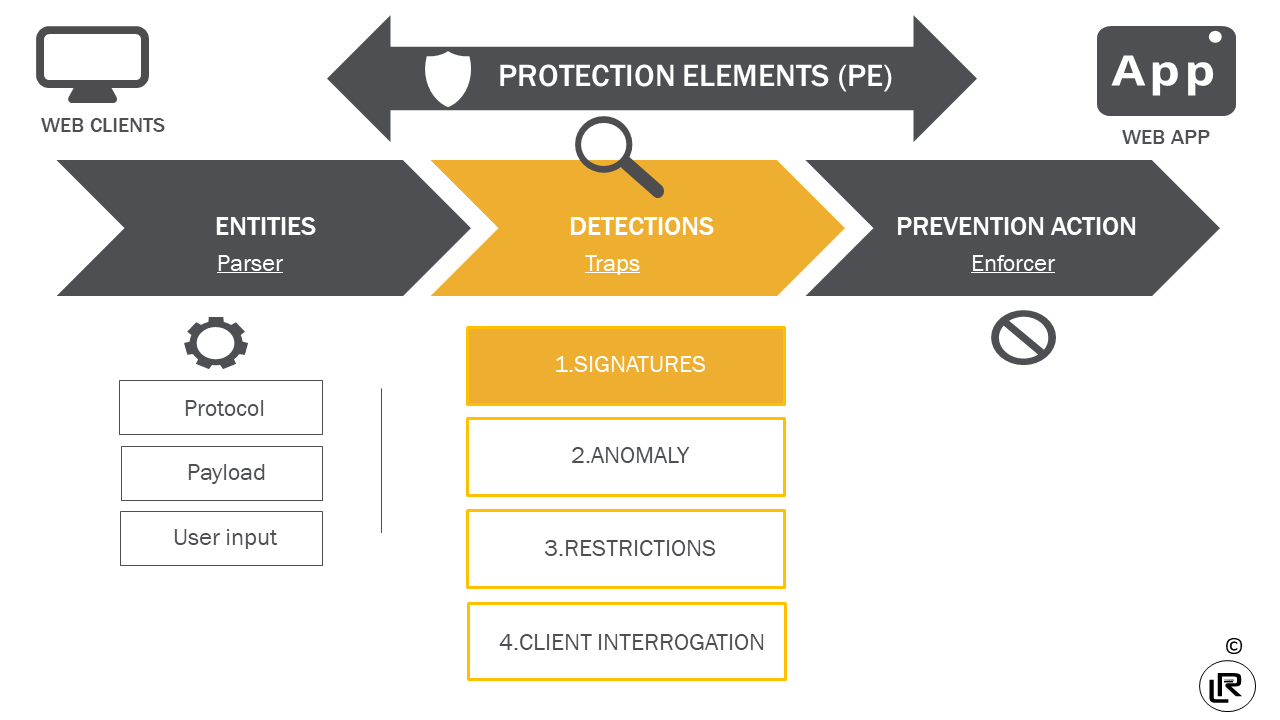 PROTECTION ELEMENTS (PE)
App
WEB CLIENTS
WEB APP
ENTITIES
Parser
DETECTIONS
Traps
PREVENTION ACTION
Enforcer
Protocol
Payload
User input
1.SIGNATURES
2.ANOMALY
3.RESTRICTIONS
4.CLIENT INTERROGATION
©
LR